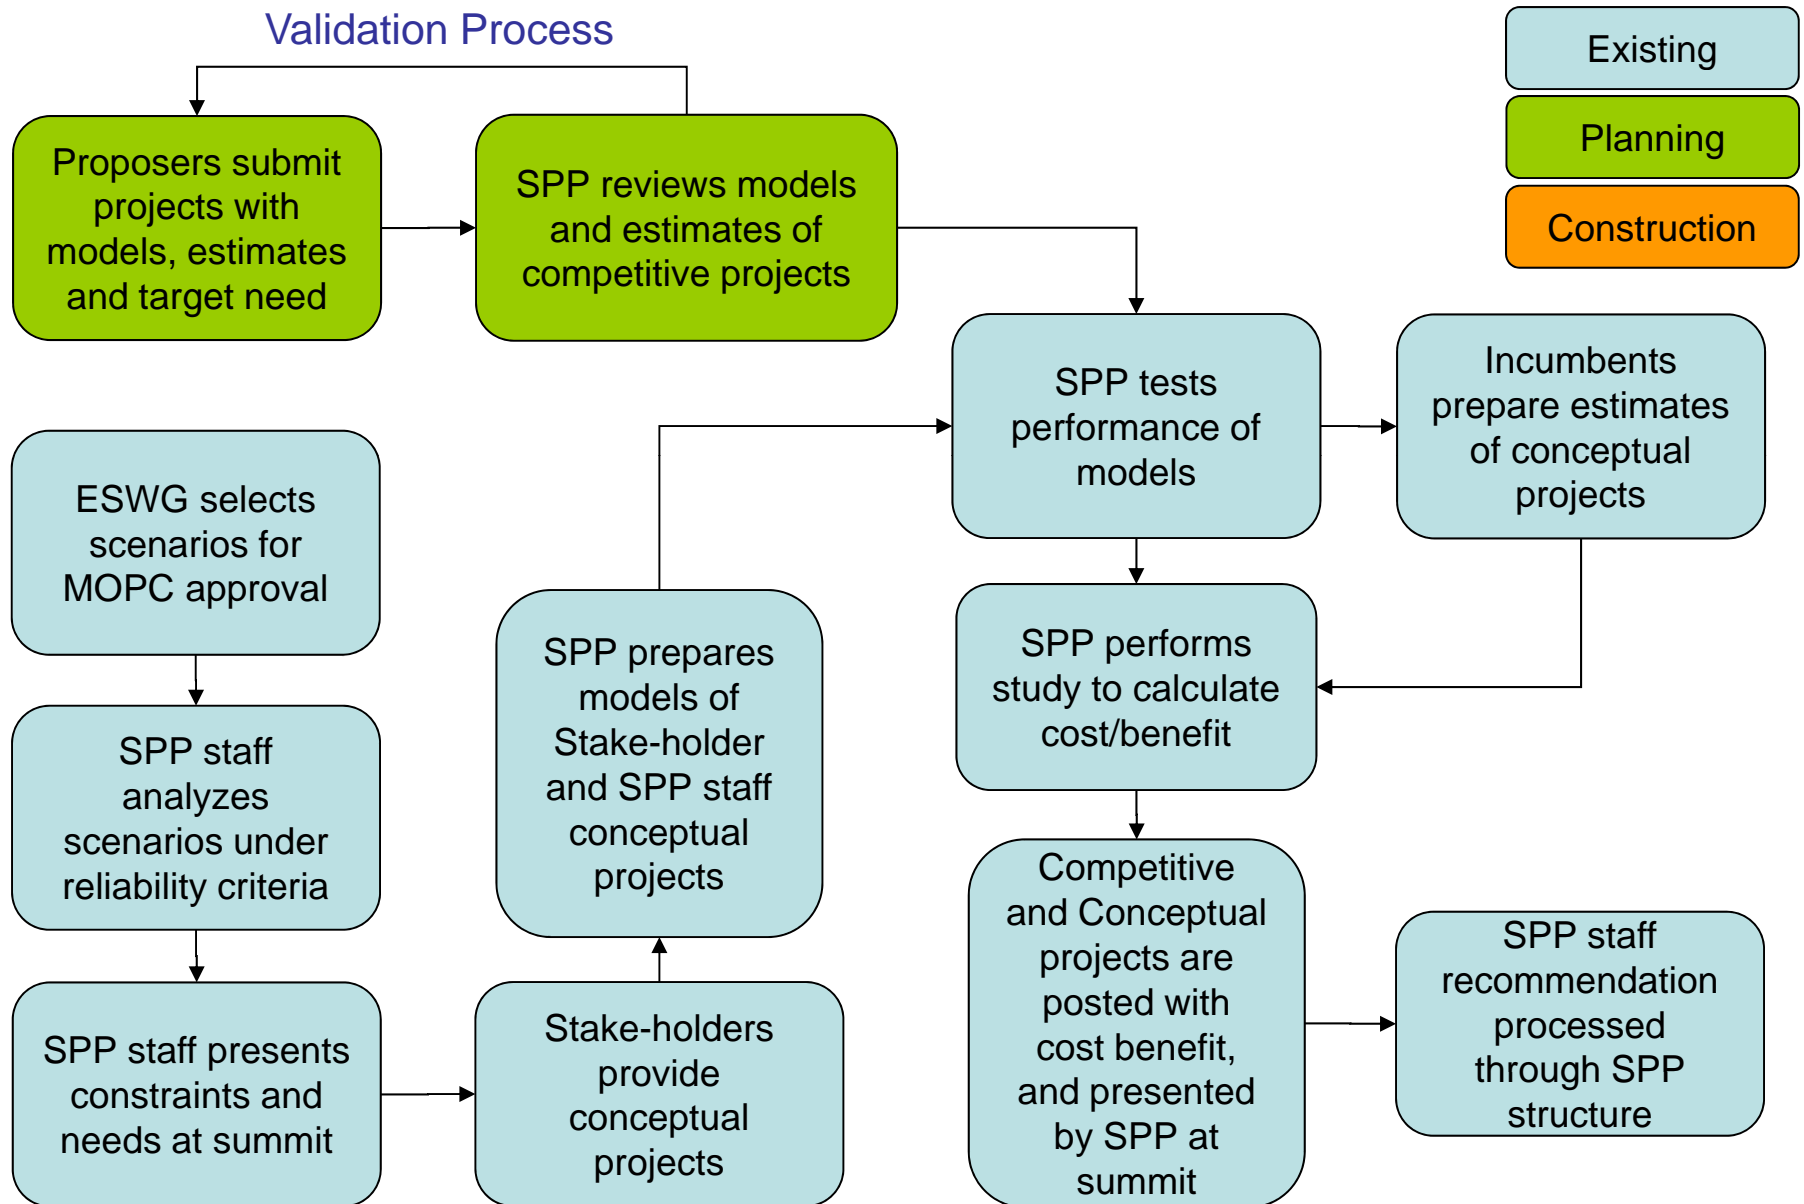 Validation Process
Existing
Planning
Construction
Proposers submit
projects with
models, estimates
and target need
SPP reviews models
and estimates of
competitive projects
SPP tests
performance of
models
Incumbents
prepare estimates
of conceptual
projects
ESWG selects
scenarios for
MOPC approval
SPP prepares
models of
Stake-holder
and SPP staff
conceptual
projects
SPP performs
study to calculate
cost/benefit
SPP staff
analyzes
scenarios under
reliability criteria
Competitive
and Conceptual
projects are
posted with
cost benefit,
and presented
by SPP at
summit
SPP staff
recommendation
processed
through SPP
structure
SPP staff presents
constraints and
needs at summit
Stake-holders
provide
conceptual
projects